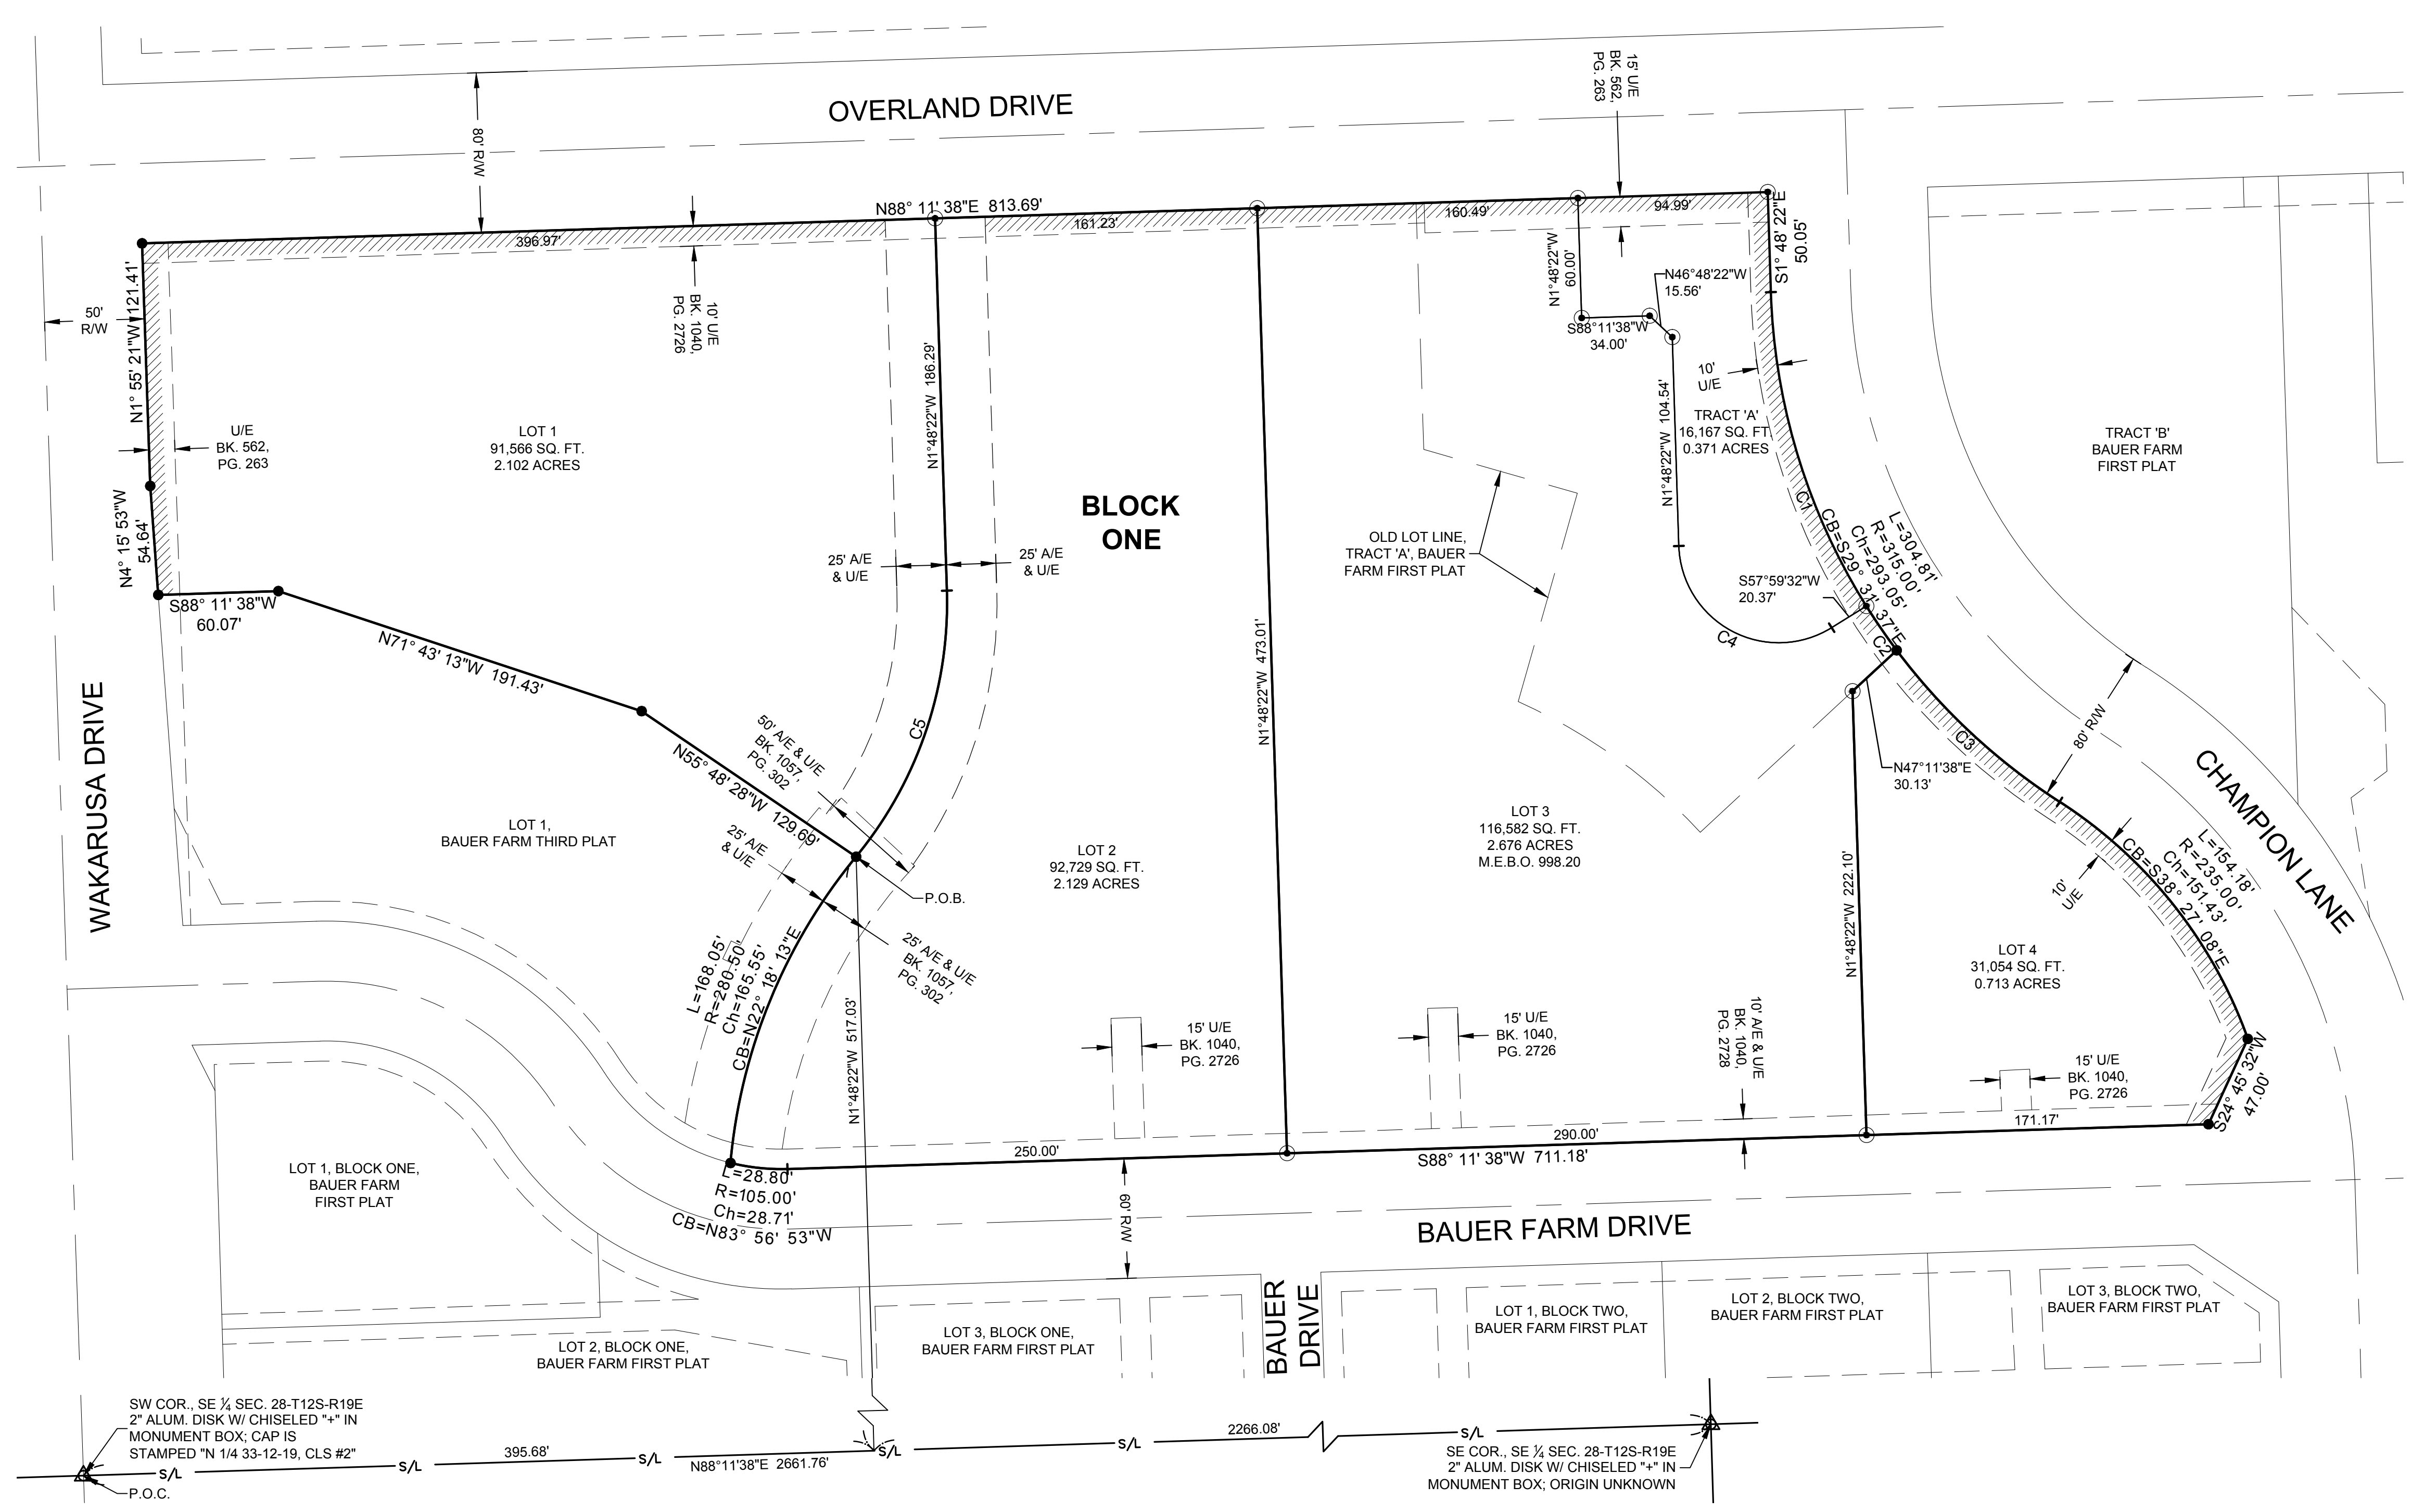 15' U/E
BK. 562,
PG. 263
OVERLAND DRIVE
80' R/W
N88° 11' 38"E 813.69'
396.97'
161.23'
160.49'
94.99'
S1° 48' 22"E
50.05'
N1° 55' 21"W 121.41'
50'
R/W
10' U/E
BK. 1040,
PG. 2726
N1°48'22"W
60.00'
N46°48'22"W
15.56'
S88°11'38"W
34.00'
N1°48'22"W 186.29'
10'
U/E
N1°48'22"W 104.54'
TRACT 'A'
16,167 SQ. FT.
0.371 ACRES
U/E
BK. 562,
PG. 263
LOT 1
91,566 SQ. FT.
2.102 ACRES
TRACT 'B'
BAUER FARM
FIRST PLAT
BLOCK
ONE
N4° 15' 53"W
54.64'
25' A/E
& U/E
25' A/E
& U/E
OLD LOT LINE,
TRACT 'A', BAUER
FARM FIRST PLAT
C1
L=304.81'
R=315.00'
Ch=293.05'
CB=S29° 31' 37"E
S57°59'32"W
20.37'
S88° 11' 38"W
60.07'
N71° 43' 13"W 191.43'
C4
C2
N1°48'22"W 473.01'
WAKARUSA DRIVE
C5
50' A/E & U/E
BK. 1057,
PG. 302
N55° 48' 28"W 129.69'
C3
80' R/W
N47°11'38"E
30.13'
CHAMPION LANE
LOT 1,
BAUER FARM THIRD PLAT
25' A/E
& U/E
LOT 3
116,582 SQ. FT.
2.676 ACRES
M.E.B.O. 998.20
LOT 2
92,729 SQ. FT.
2.129 ACRES
P.O.B.
N1°48'22"W 222.10'
10'
U/E
L=154.18'
R=235.00'
Ch=151.43'
CB=S38° 27' 08"E
25' A/E & U/E
BK. 1057,
PG. 302
L=168.05'
R=280.50'
Ch=165.55'
CB=N22° 18' 13"E
LOT 4
31,054 SQ. FT.
0.713 ACRES
N1°48'22"W 517.03'
15' U/E
BK. 1040,
PG. 2726
15' U/E
BK. 1040,
PG. 2726
10' A/E & U/E
BK. 1040,
PG. 2728
15' U/E
BK. 1040,
PG. 2726
S24° 45' 32"W
47.00'
250.00'
290.00'
171.17'
S88° 11' 38"W 711.18'
L=28.80'
R=105.00'
Ch=28.71'
CB=N83° 56' 53"W
LOT 1, BLOCK ONE,
BAUER FARM
FIRST PLAT
60' R/W
BAUER FARM DRIVE
BAUER
DRIVE
LOT 2, BLOCK ONE,
BAUER FARM FIRST PLAT
LOT 3, BLOCK ONE,
BAUER FARM FIRST PLAT
LOT 1, BLOCK TWO,
BAUER FARM FIRST PLAT
LOT 2, BLOCK TWO,
BAUER FARM FIRST PLAT
LOT 3, BLOCK TWO,
BAUER FARM FIRST PLAT
SW COR., SE ¼ SEC. 28-T12S-R19E
2" ALUM. DISK W/ CHISELED "+" IN
MONUMENT BOX; CAP IS
STAMPED "N 1/4 33-12-19, CLS #2"
P.O.C.
S/L
S/L
395.68'
S/L
N88°11'38"E 2661.76'
S/L
S/L
2266.08'
S/L
SE COR., SE ¼ SEC. 28-T12S-R19E
2" ALUM. DISK W/ CHISELED "+" IN
MONUMENT BOX; ORIGIN UNKNOWN